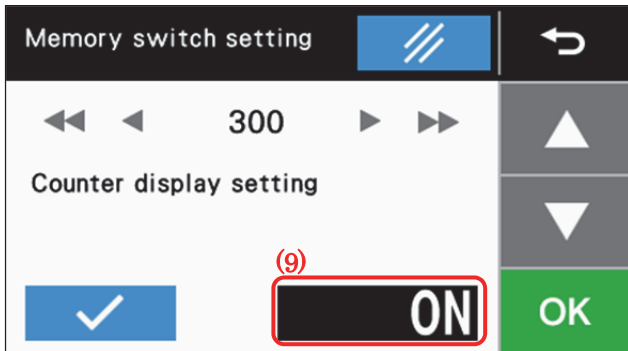 Memory switch setting
300
Counter display setting
(9)
ON
OK